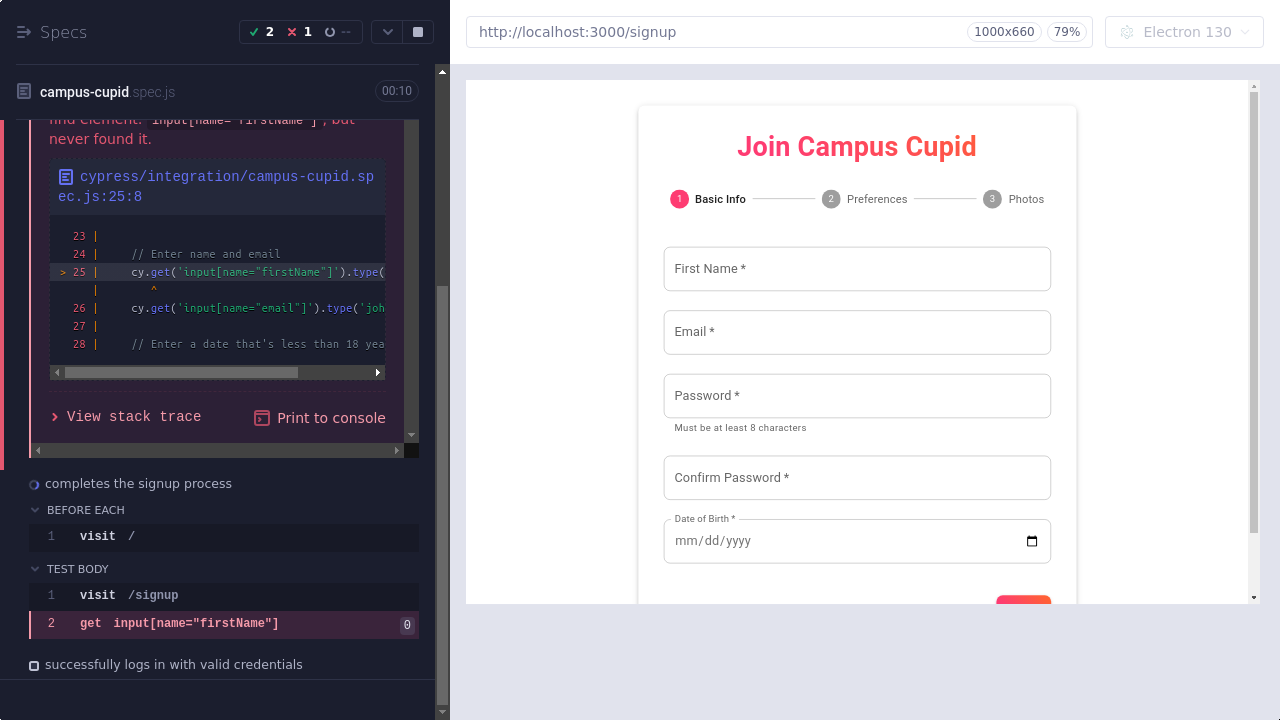 Specs
2
1
--
campus-cupid.spec.js
00:10
find element: input[name="firstName"], but
never found it.
cypress/integration/campus-cupid.sp
ec.js:25:8
23 |
24 | // Enter name and email
> 25 | cy.get('input[name="firstName"]').type(
| ^
26 | cy.get('input[name="email"]').type('joh
27 |
28 | // Enter a date that's less than 18 yea
View stack trace
Print to console
completes the signup process
BEFORE EACH
1 visit /
TEST BODY
1 visit /signup
2 get input[name="firstName"] 0
successfully logs in with valid credentials
http://localhost:3000/signup
1000x660
79%
Electron 130
Join Campus Cupid
1 Basic Info
2 Preferences
3 Photos
First Name *
Email *
Password *
Must be at least 8 characters
Confirm Password *
Date of Birth *
mm/dd/yyyy